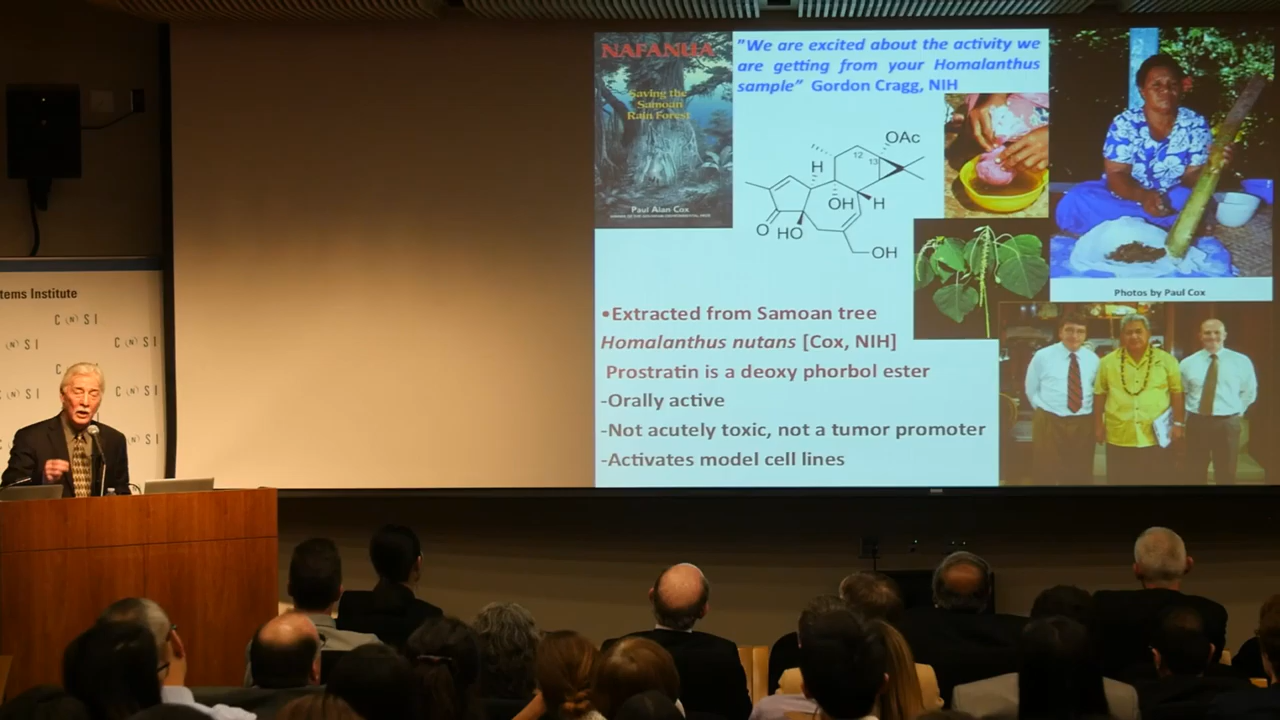 NAFANUA
Saving the
Samoan
Rain Forest
Paul Alan Cox
"We are excited about the activity we
are getting from your Homalanthus
sample" Gordon Cragg, NIH
OAc
12
13
H
OH
H
O
HO
OH
Photos by Paul Cox
•Extracted from Samoan tree
Homalanthus nutans [Cox, NIH]
Prostratin is a deoxy phorbol ester
-Orally active
-Not acutely toxic, not a tumor promoter
-Activates model cell lines
tems Institute
C (N) S I
(N) S I
C (N) S I
C
(N) S I
C (N) S I
(N) S I